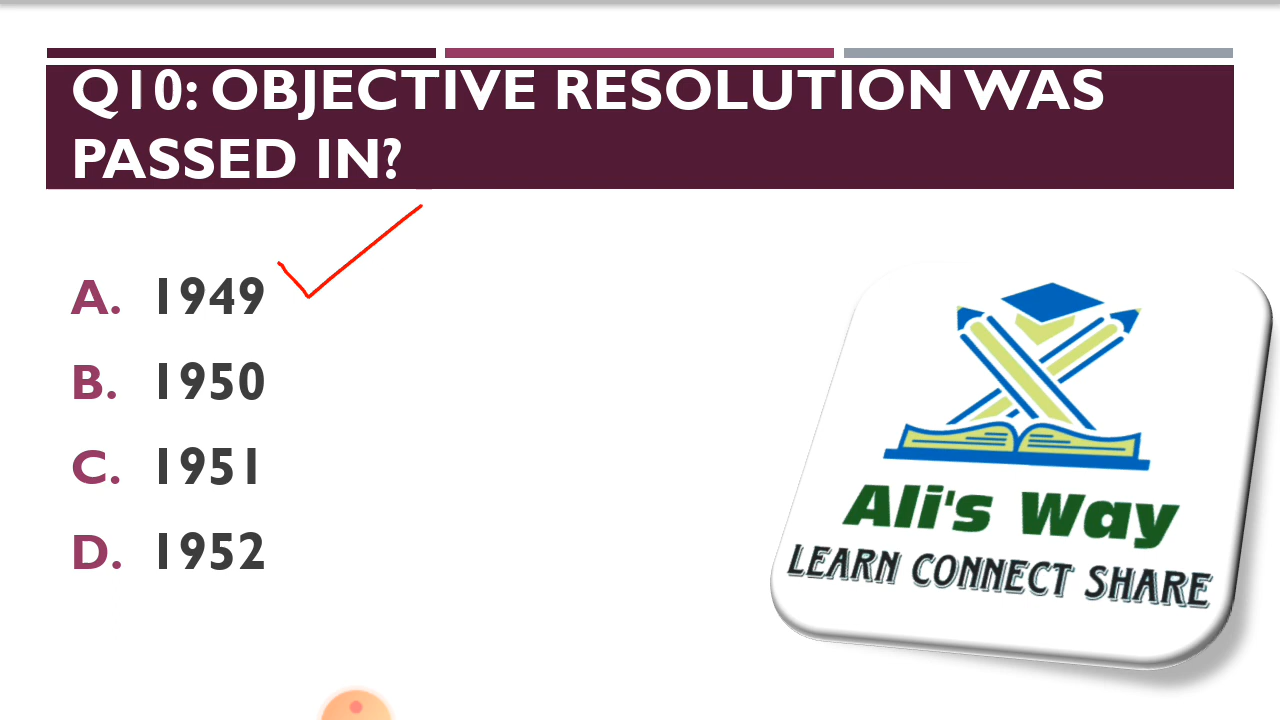 Q10: OBJECTIVE RESOLUTION WAS
PASSED IN?
A. 1949
B. 1950
C. 1951
D. 1952
Ali's Way
LEARN CONNECT SHARE